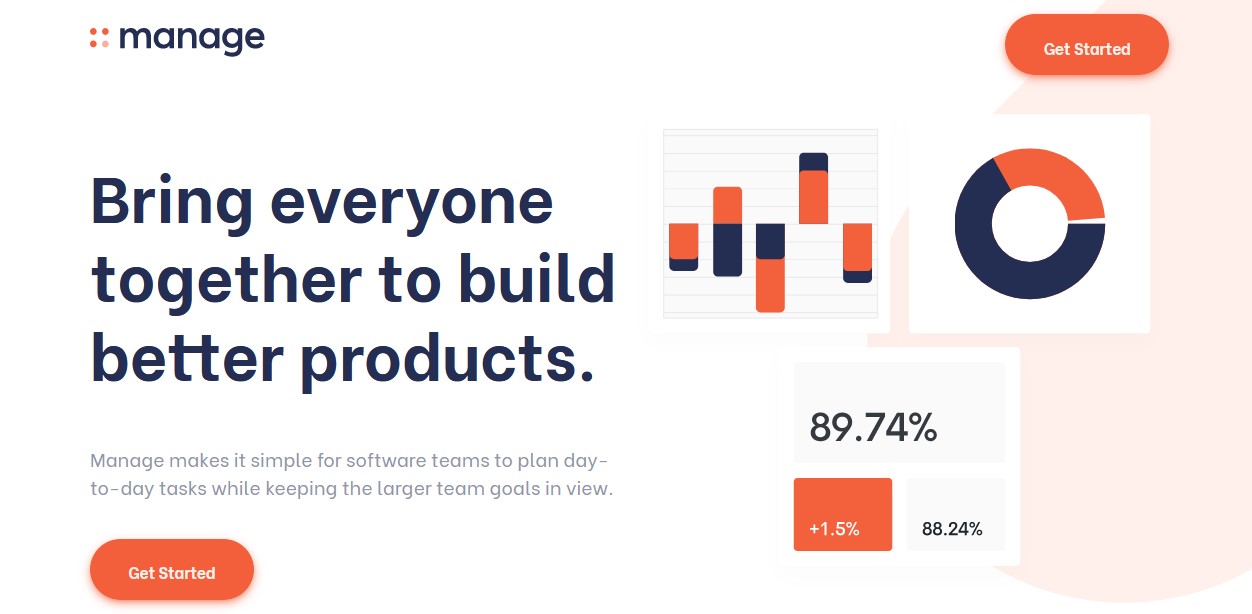 manage
Get Started
Bring everyone
together to build
better products.
Manage makes it simple for software teams to plan day-
to-day tasks while keeping the larger team goals in view.
Get Started
89.74%
+1.5%
88.24%